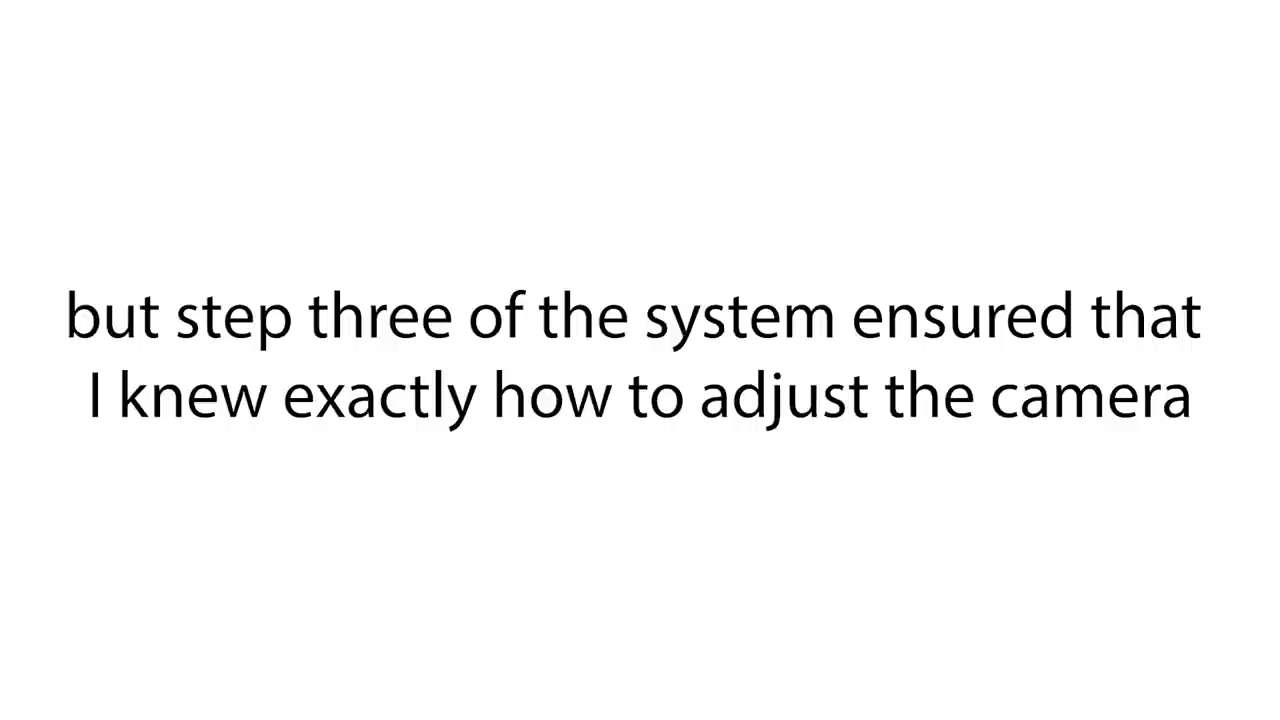 but step three of the system ensured that
I knew exactly how to adjust the camera